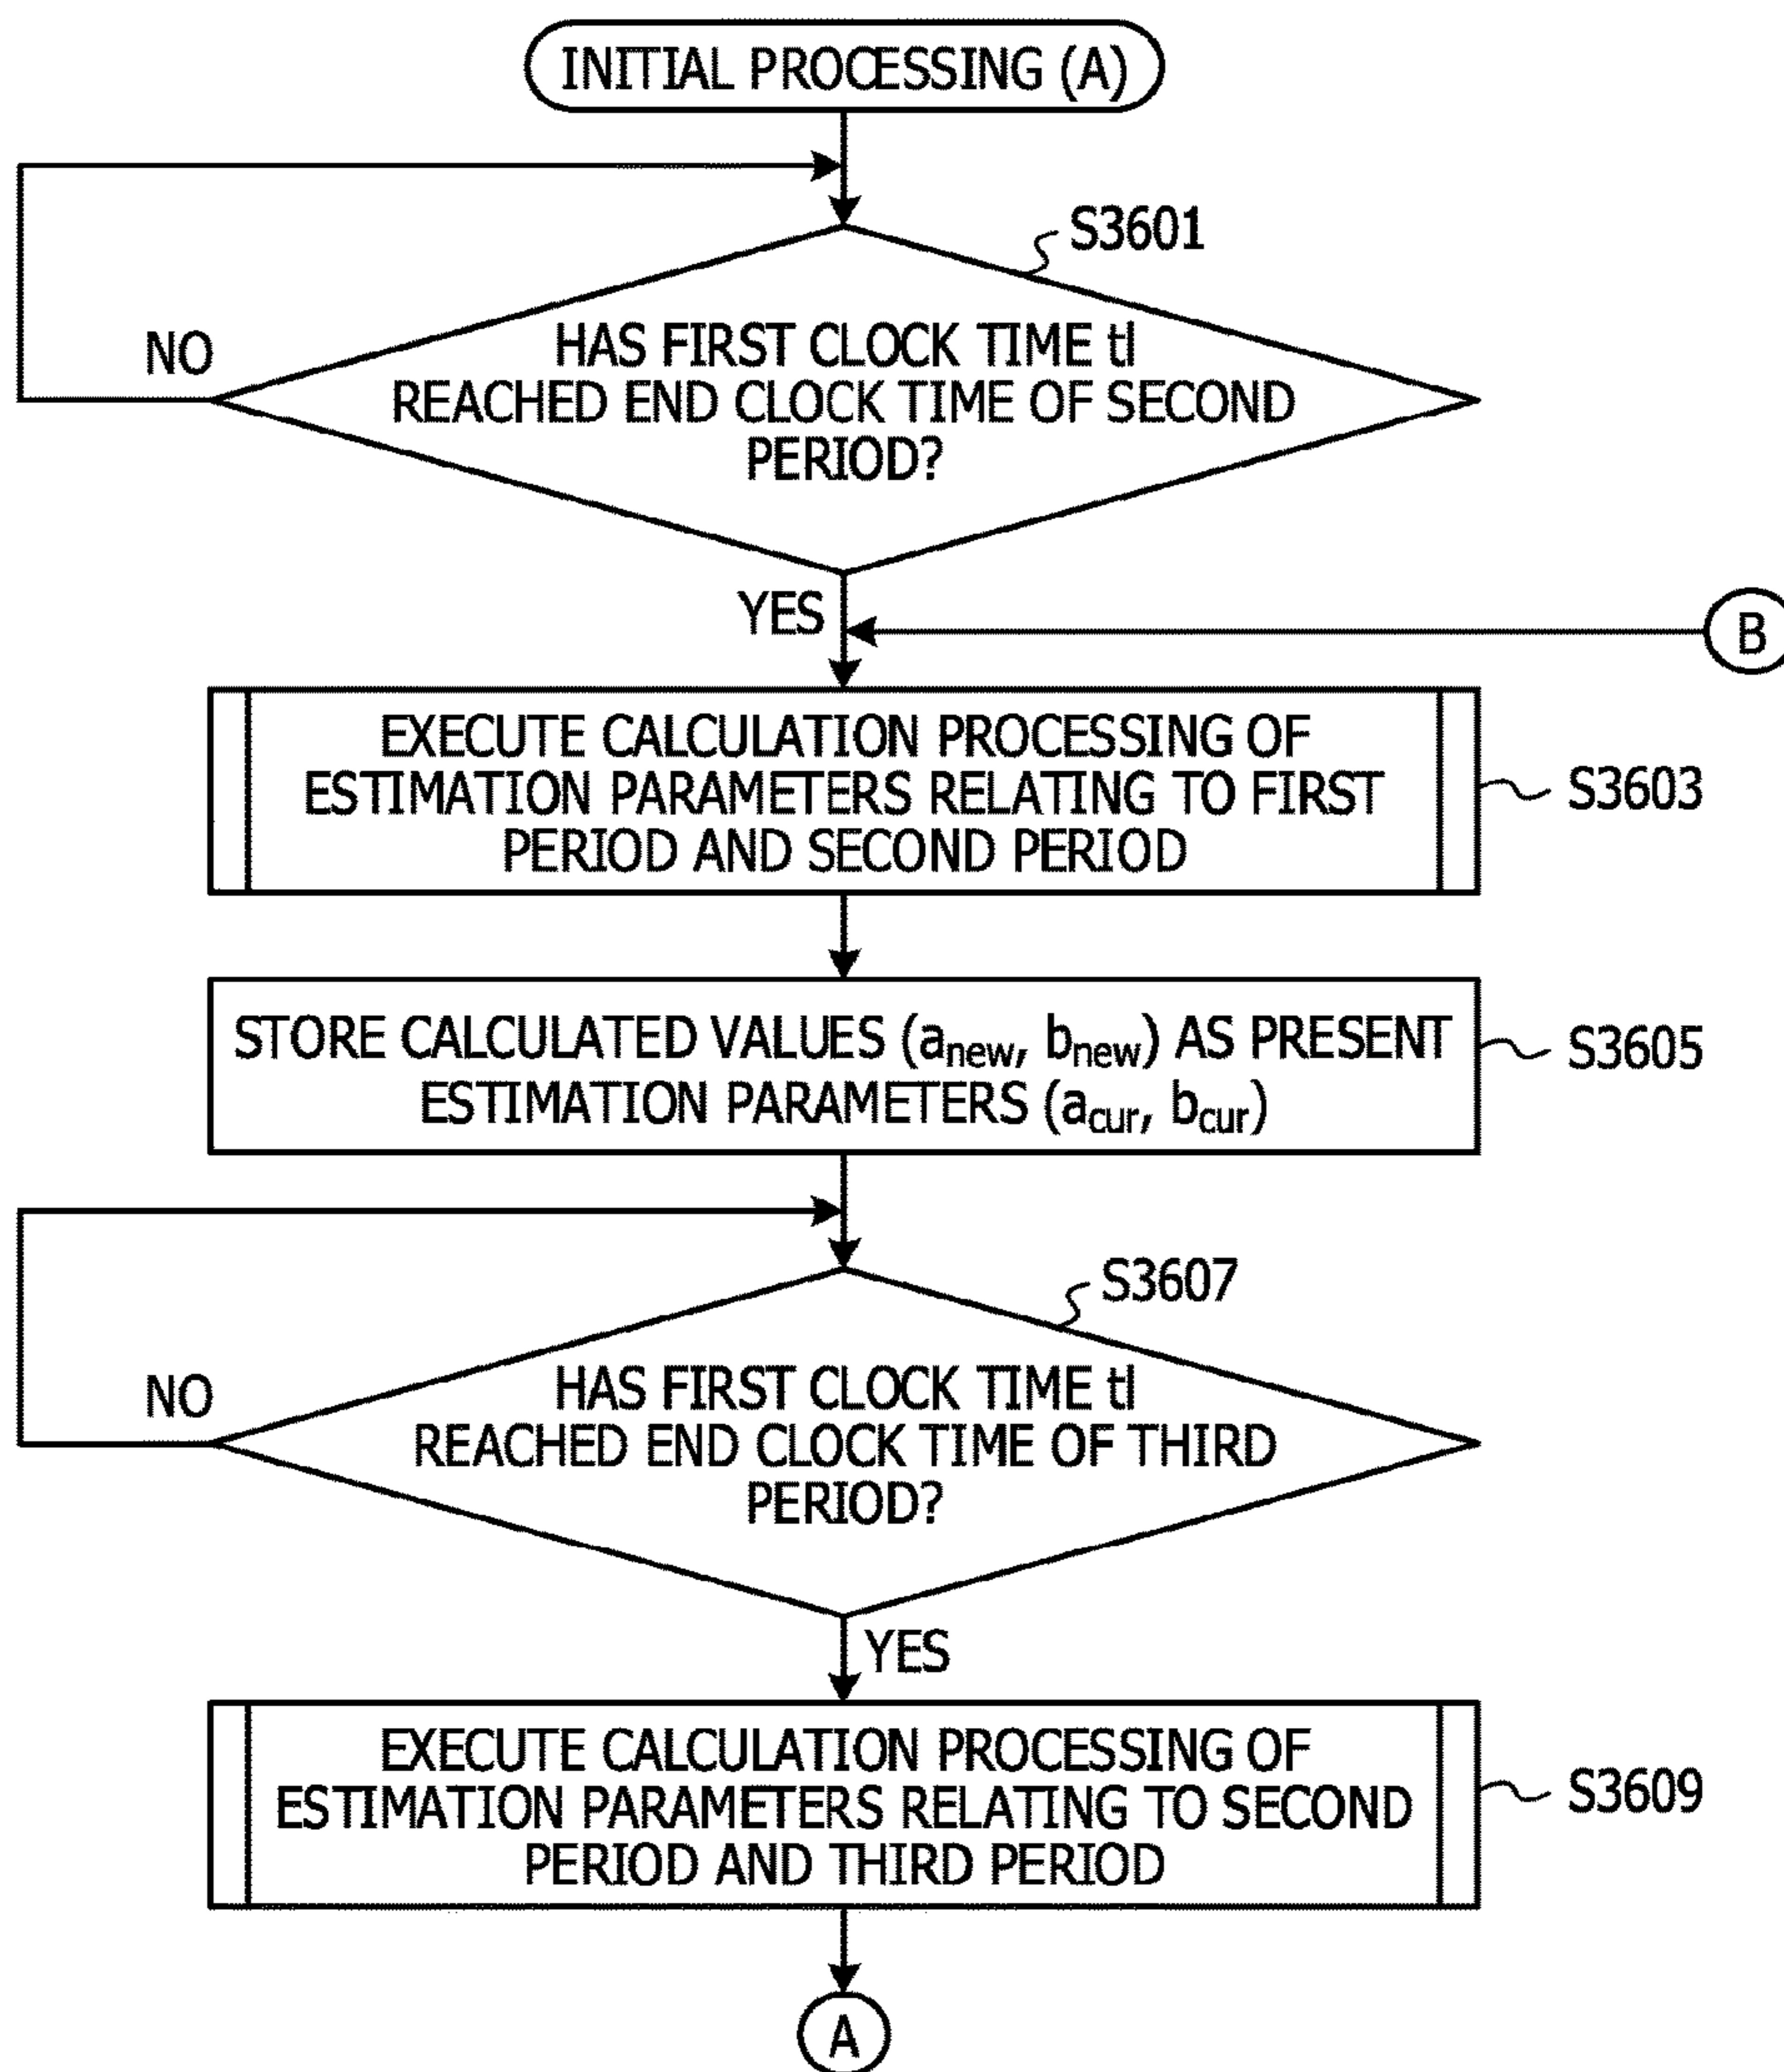 INITIAL PROCESSING (A)
S3601
HAS FIRST CLOCK TIME tl
REACHED END CLOCK TIME OF SECOND
PERIOD?
NO
YES
B
EXECUTE CALCULATION PROCESSING OF
ESTIMATION PARAMETERS RELATING TO FIRST
PERIOD AND SECOND PERIOD
S3603
STORE CALCULATED VALUES (anew, bnew) AS PRESENT
ESTIMATION PARAMETERS (acur, bcur)
S3605
S3607
HAS FIRST CLOCK TIME tl
REACHED END CLOCK TIME OF THIRD
PERIOD?
NO
YES
EXECUTE CALCULATION PROCESSING OF
ESTIMATION PARAMETERS RELATING TO SECOND
PERIOD AND THIRD PERIOD
S3609
A